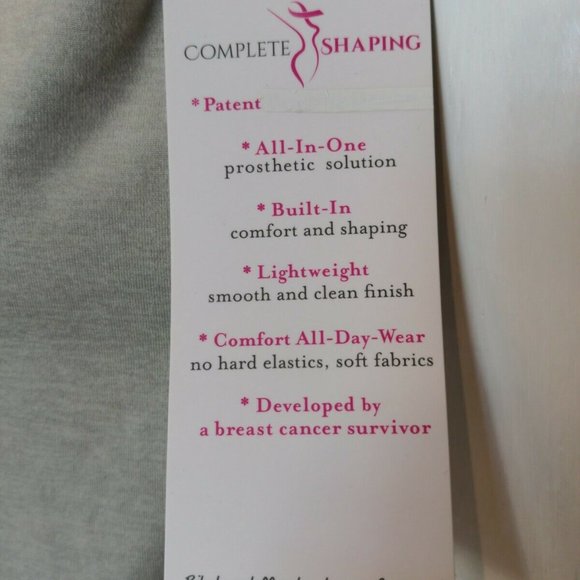 COMPLETE SHAPING
* Patent
* All-In-One
prosthetic solution
* Built-In
comfort and shaping
* Lightweight
smooth and clean finish
* Comfort All-Day-Wear
no hard elastics, soft fabrics
* Developed by
a breast cancer survivor